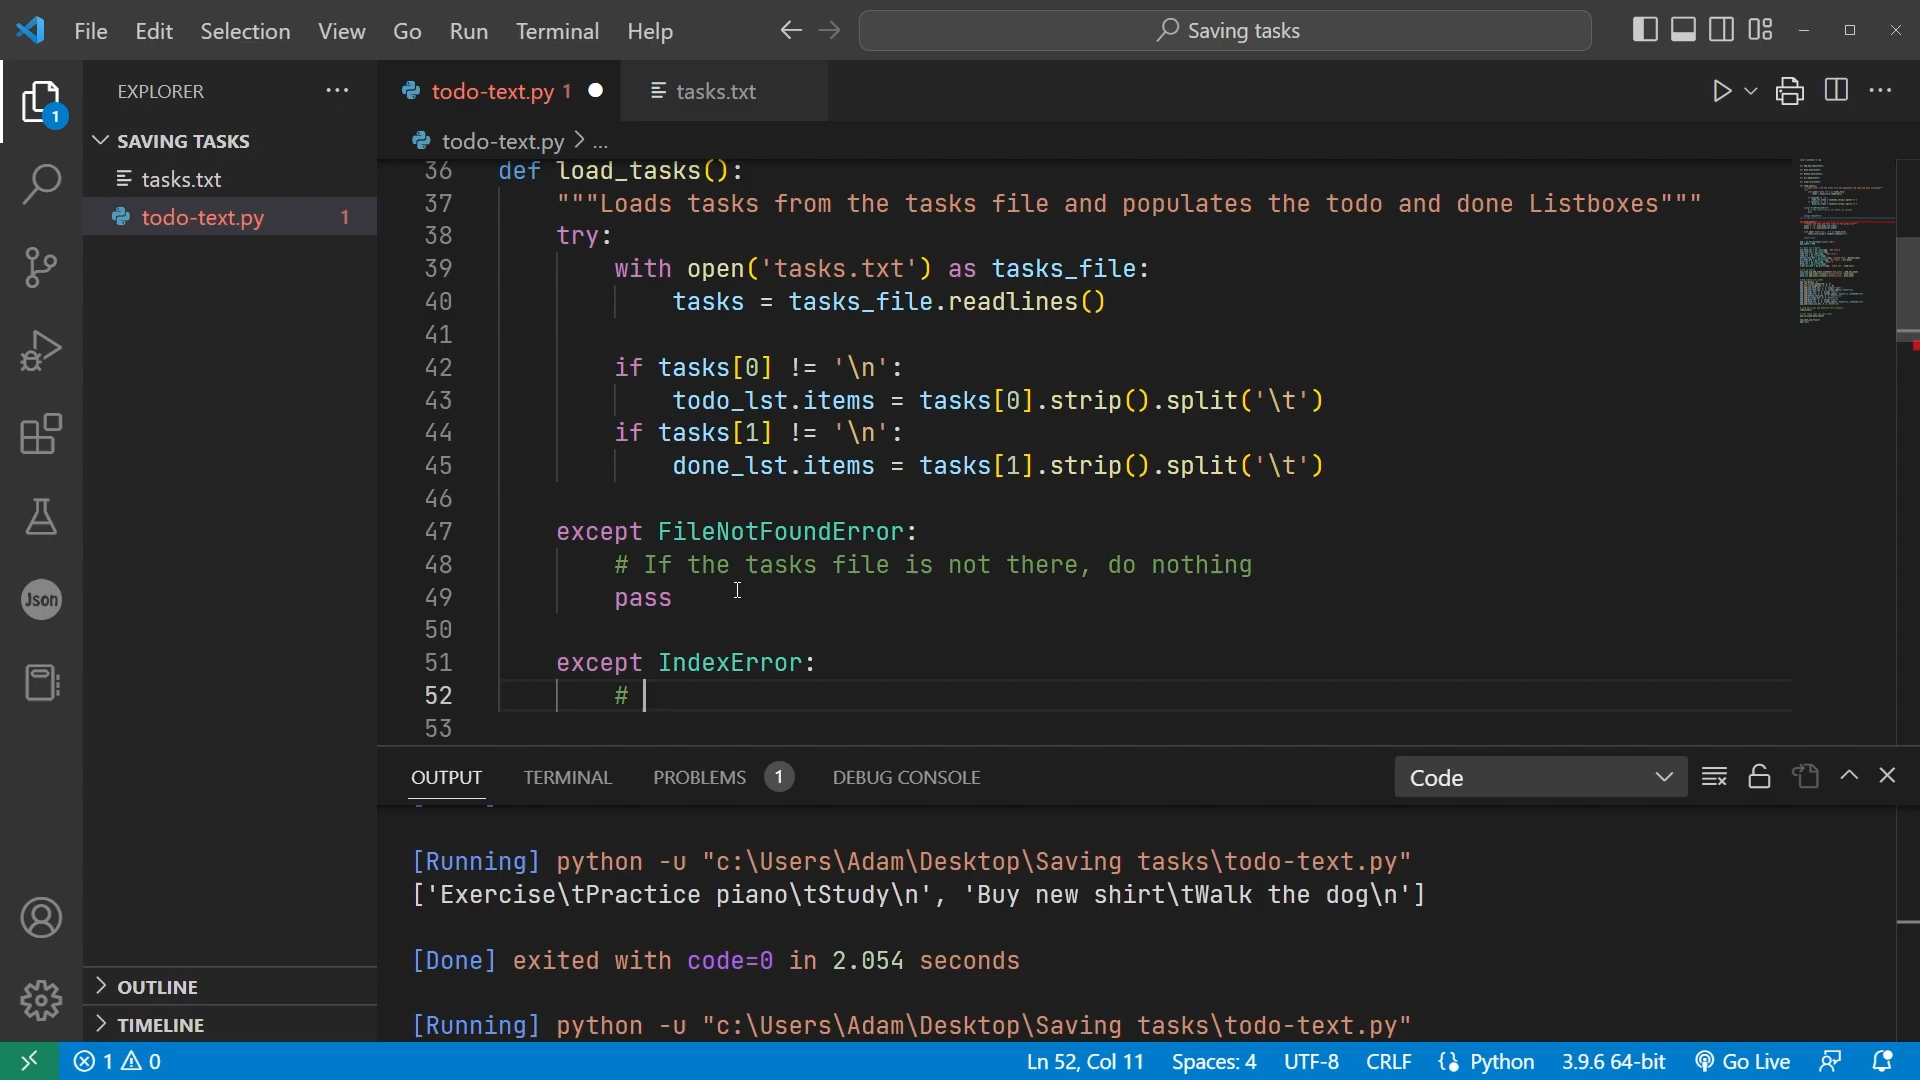 File Edit Selection View Go Run Terminal Help Saving tasks
EXPLORER
todo-text.py 1 tasks.txt
SAVING TASKS
tasks.txt
todo-text.py 1
1
Json
OUTLINE
TIMELINE
todo-text.py > ...
36 def load_tasks():
37 """Loads tasks from the tasks file and populates the todo and done Listboxes"""
38 try:
39 with open('tasks.txt') as tasks_file:
40 tasks = tasks_file.readlines()
41
42 if tasks[0] != '\n':
43 todo_lst.items = tasks[0].strip().split('\t')
44 if tasks[1] != '\n':
45 done_lst.items = tasks[1].strip().split('\t')
46
47 except FileNotFoundError:
48 # If the tasks file is not there, do nothing
49 pass
50
51 except IndexError:
52 #
53
OUTPUT TERMINAL PROBLEMS 1 DEBUG CONSOLE Code
[Running] python -u "c:\Users\Adam\Desktop\Saving tasks\todo-text.py"
['Exercise\tPractice piano\tStudy\n', 'Buy new shirt\tWalk the dog\n']
[Done] exited with code=0 in 2.054 seconds
[Running] python -u "c:\Users\Adam\Desktop\Saving tasks\todo-text.py"
1 0 Ln 52, Col 11 Spaces: 4 UTF-8 CRLF Python 3.9.6 64-bit Go Live